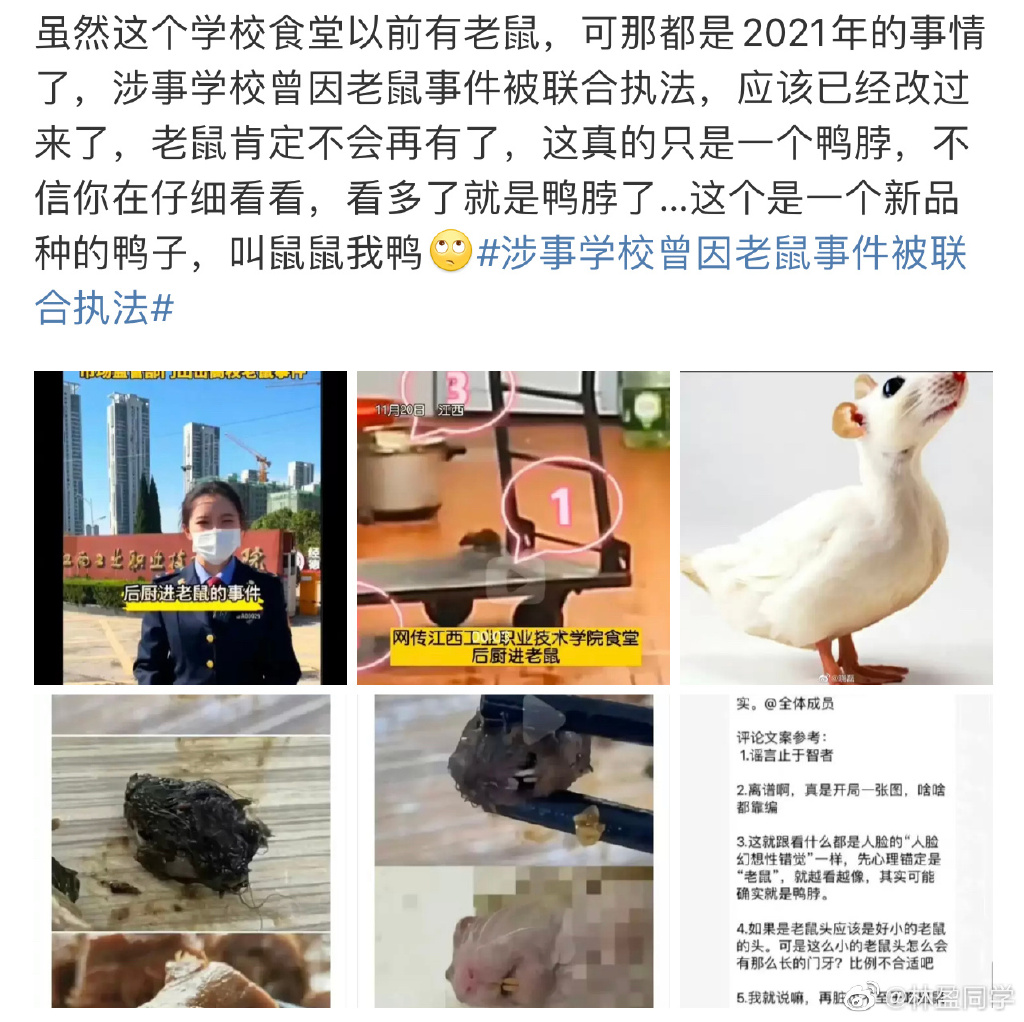 虽然这个学校食堂以前有老鼠，可那都是2021年的事情
了，涉事学校曾因老鼠事件被联合执法，应该已经改过
来了，老鼠肯定不会再有了，这真的只是一个鸭脖，不
信你在仔细看看，看多了就是鸭脖了...这个是一个新品
种的鸭子，叫鼠鼠我鸭🙄#涉事学校曾因老鼠事件被联
合执法#
后厨进老鼠的事件
3
11月20日 江西
1
网传江西工业职业技术学院食堂
后厨进老鼠
实。@全体成员
评论文案参考：
1.谣言止于智者
2.离谱啊，真是开局一张图，啥啥
都靠编
3.这就跟看什么都是人脸的“人脸
幻想性错觉”一样，先心理锚定是
“老鼠”，就越看越像，其实可能
确实就是鸭脖。
4.如果是老鼠头应该是好小的老鼠
的头。可是这么小的老鼠头怎么会
有那么长的门牙？比例不合适吧
5.我就说嘛，再脏
@林盈同学